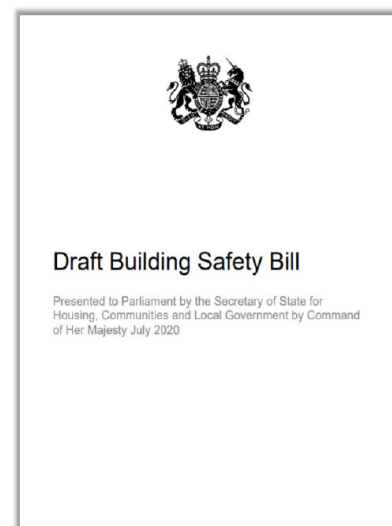 Draft Building Safety Bill
Presented to Parliament by the Secretary of State for
Housing, Communities and Local Government by Command
of Her Majesty July 2020